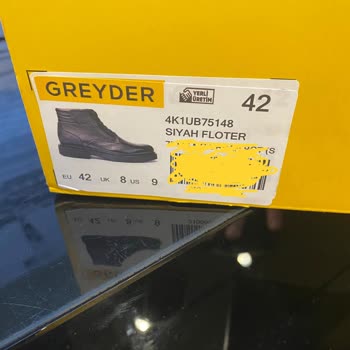 GREYDER
YERLİ
ÜRETİM
42
4K1UB75148
SIYAH FLOTER
EU 42 UK 8 US 9